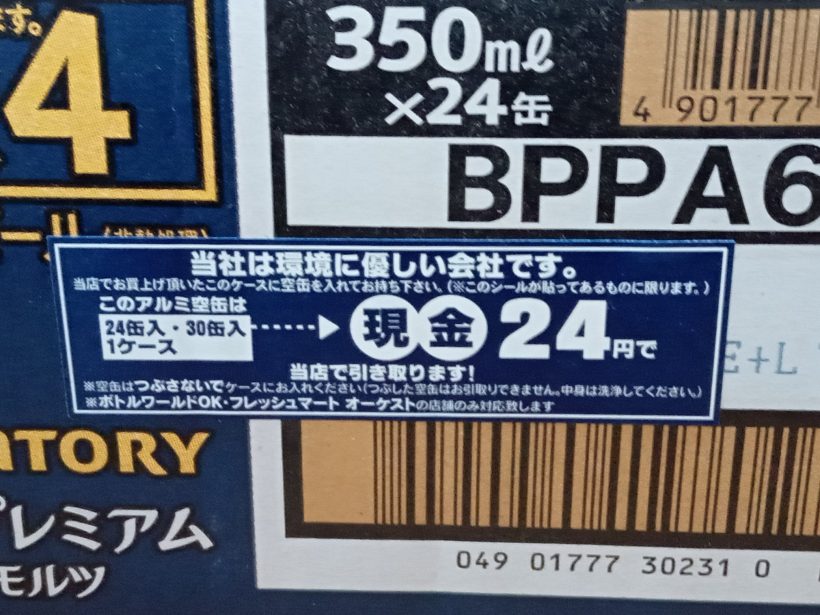 ます。
4
350mℓ
×24缶
4 901777
BPPA6
ール
当社は環境に優しい会社です。
当店でお買上げ頂いたこのケースに空缶を入れてお持ち下さい。(※このシールが貼ってあるものに限ります。)
このアルミ空缶は
24缶入・30缶入
1ケース
現金24円で
当店で引き取ります!
※空缶はつぶさないでケースにお入れください(つぶした空缶はお引取りできません。中身は洗浄してください。)
※ボトルワールドOK・フレッシュマート オーケストの店舗のみ対応致します
E+L
NTORY
プレミアム
モルツ
049 01777 30231 0